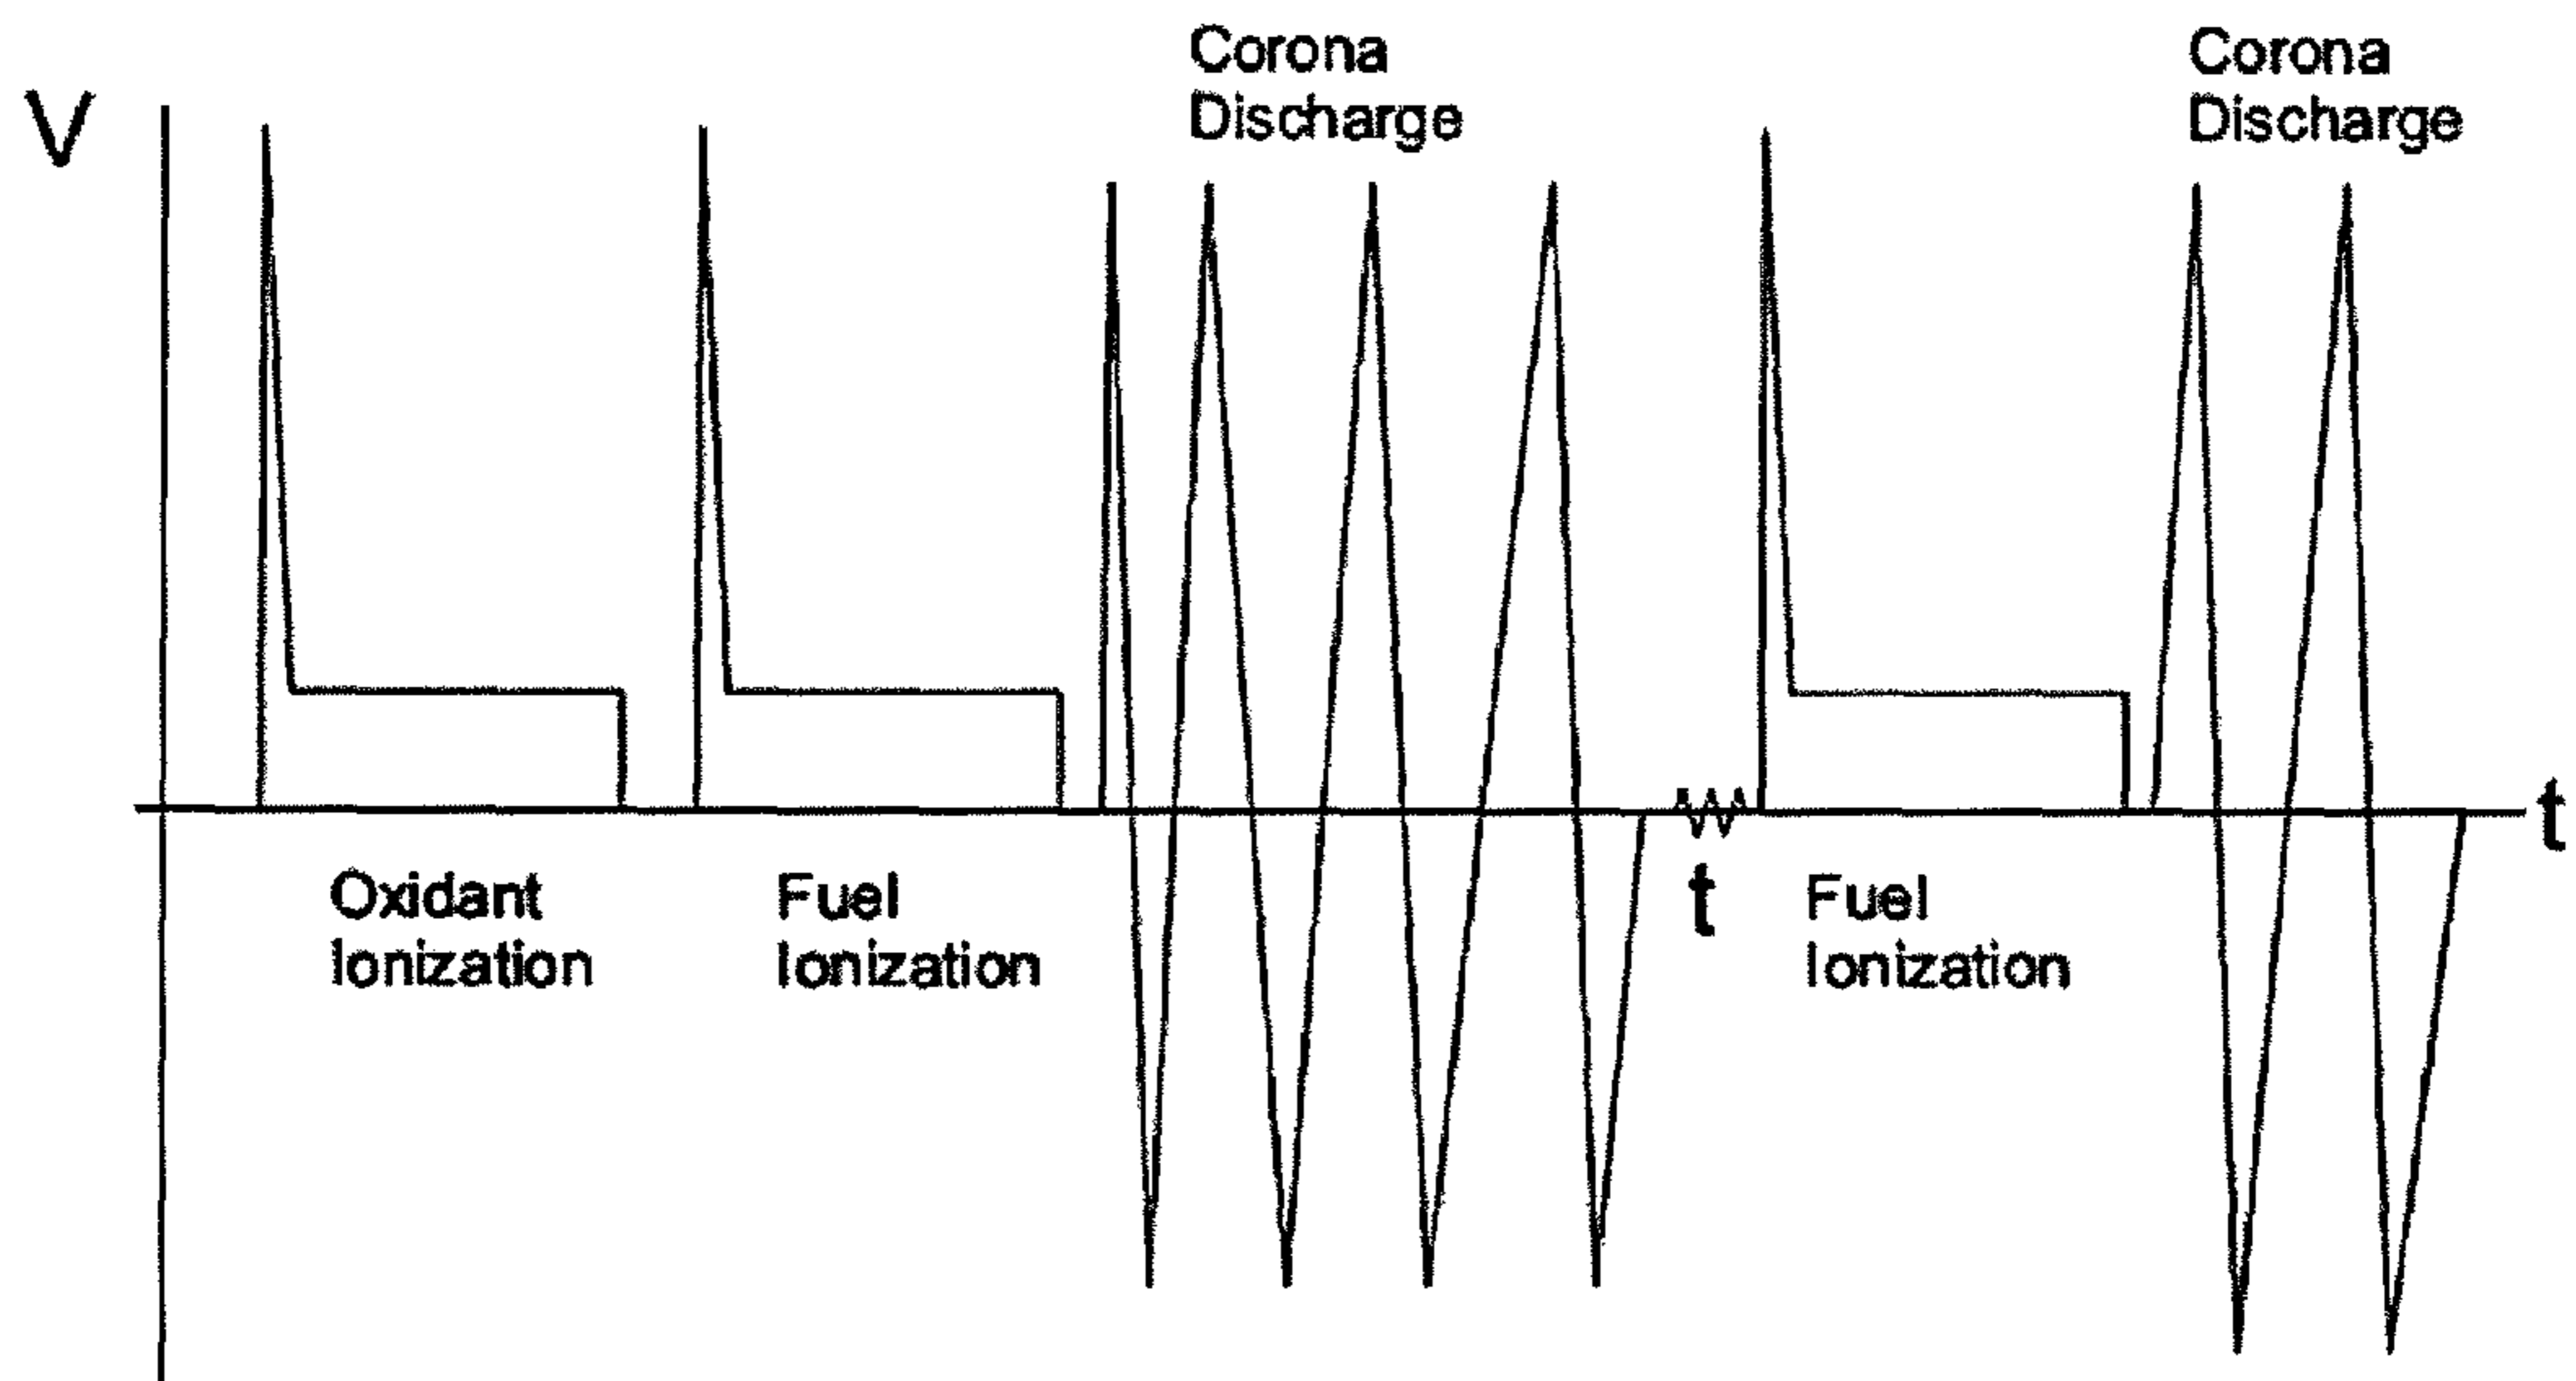 V
Corona
Discharge
Corona
Discharge
t
Oxidant
Ionization
Fuel
Ionization
t
Fuel
Ionization